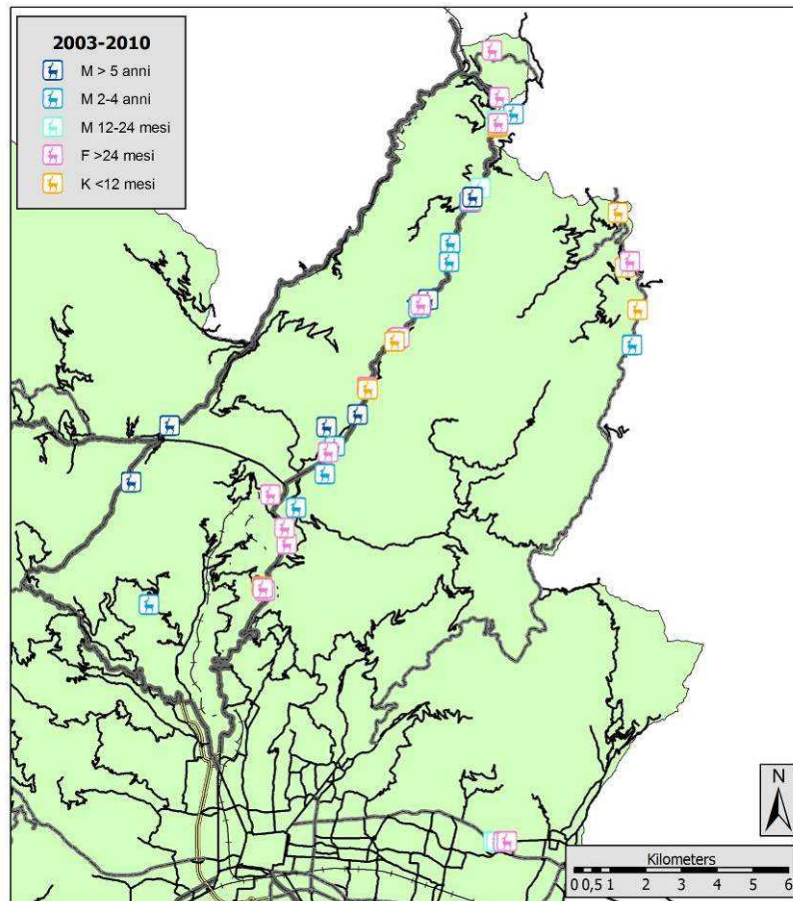 2003-2010
M > 5 anni
M 2-4 anni
M 12-24 mesi
F >24 mesi
K <12 mesi
N
Kilometers
0 0,5 1 2 3 4 5 6